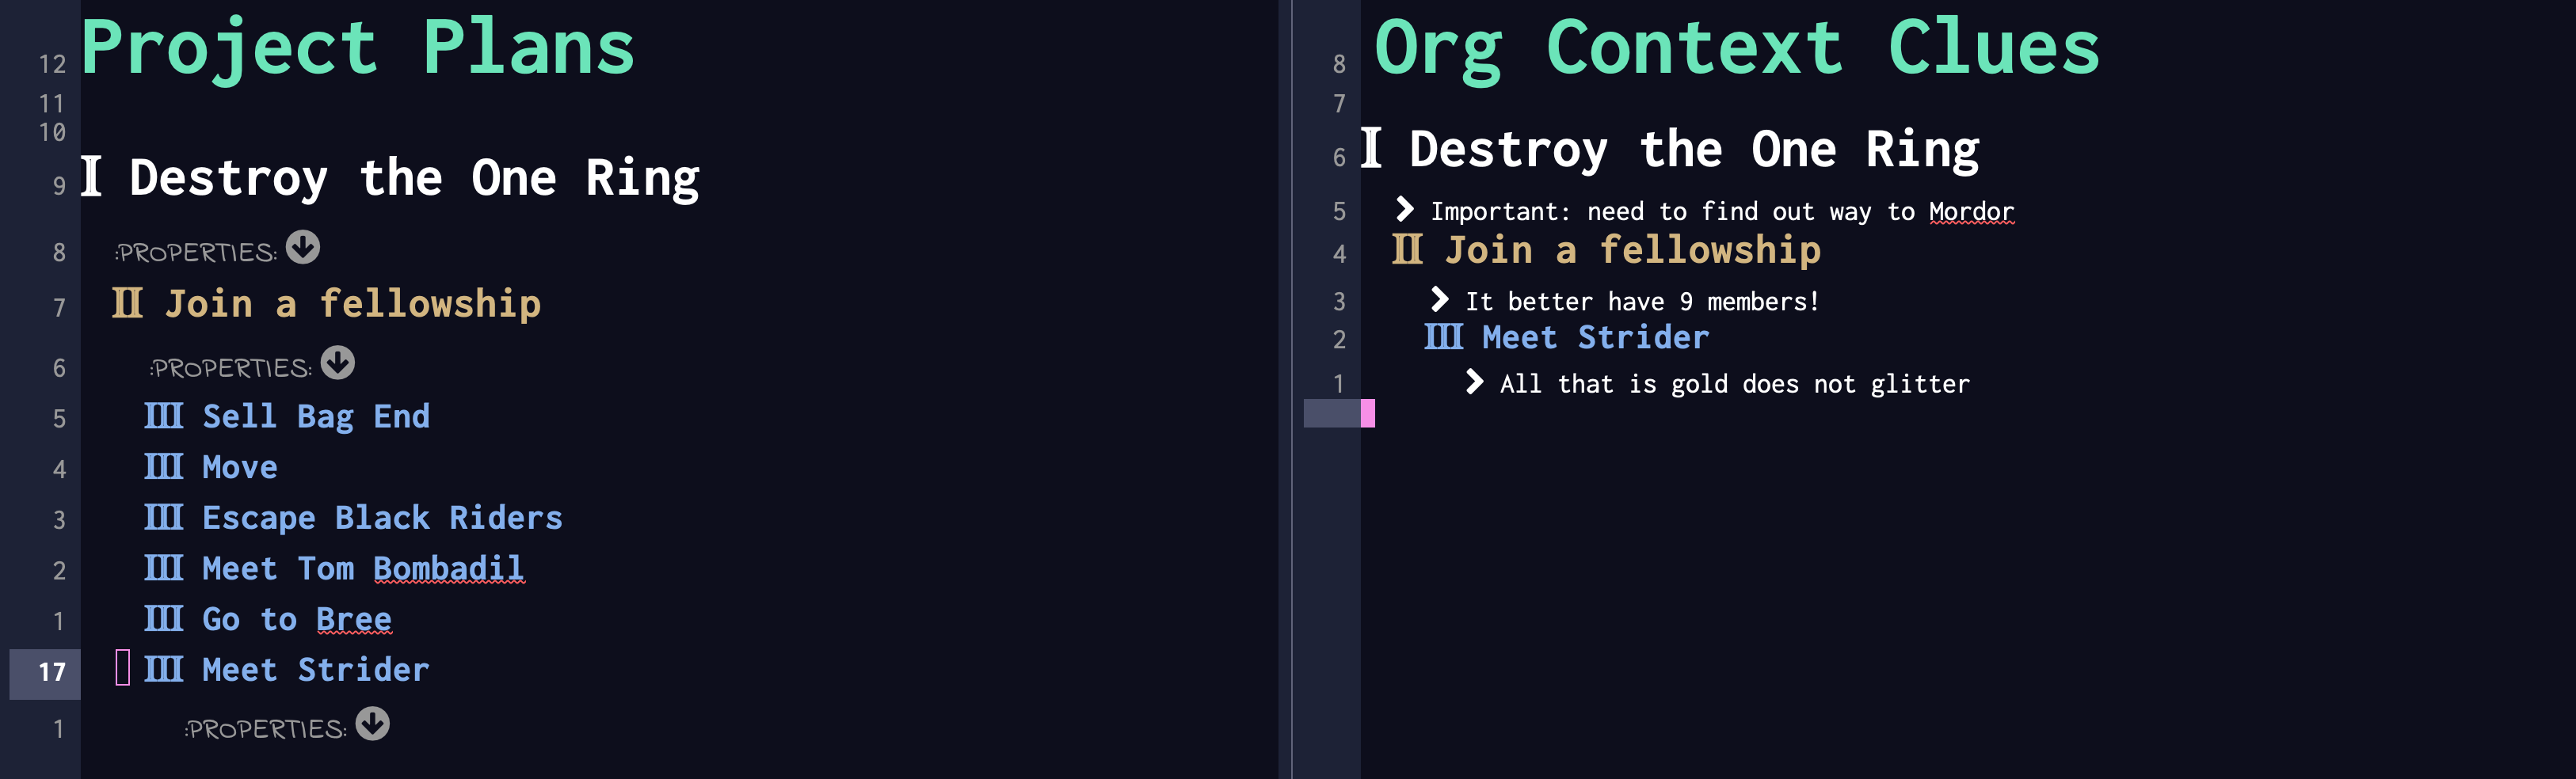 12 Project Plans
11
10
9 I Destroy the One Ring
8 :PROPERTIES:
7 II Join a fellowship
6 :PROPERTIES:
5 III Sell Bag End
4 III Move
3 III Escape Black Riders
2 III Meet Tom Bombadil
1 III Go to Bree
17 III Meet Strider
1 :PROPERTIES:
8 Org Context Clues
7
6 I Destroy the One Ring
5 Important: need to find out way to Mordor
4 II Join a fellowship
3 It better have 9 members!
2 III Meet Strider
1 All that is gold does not glitter